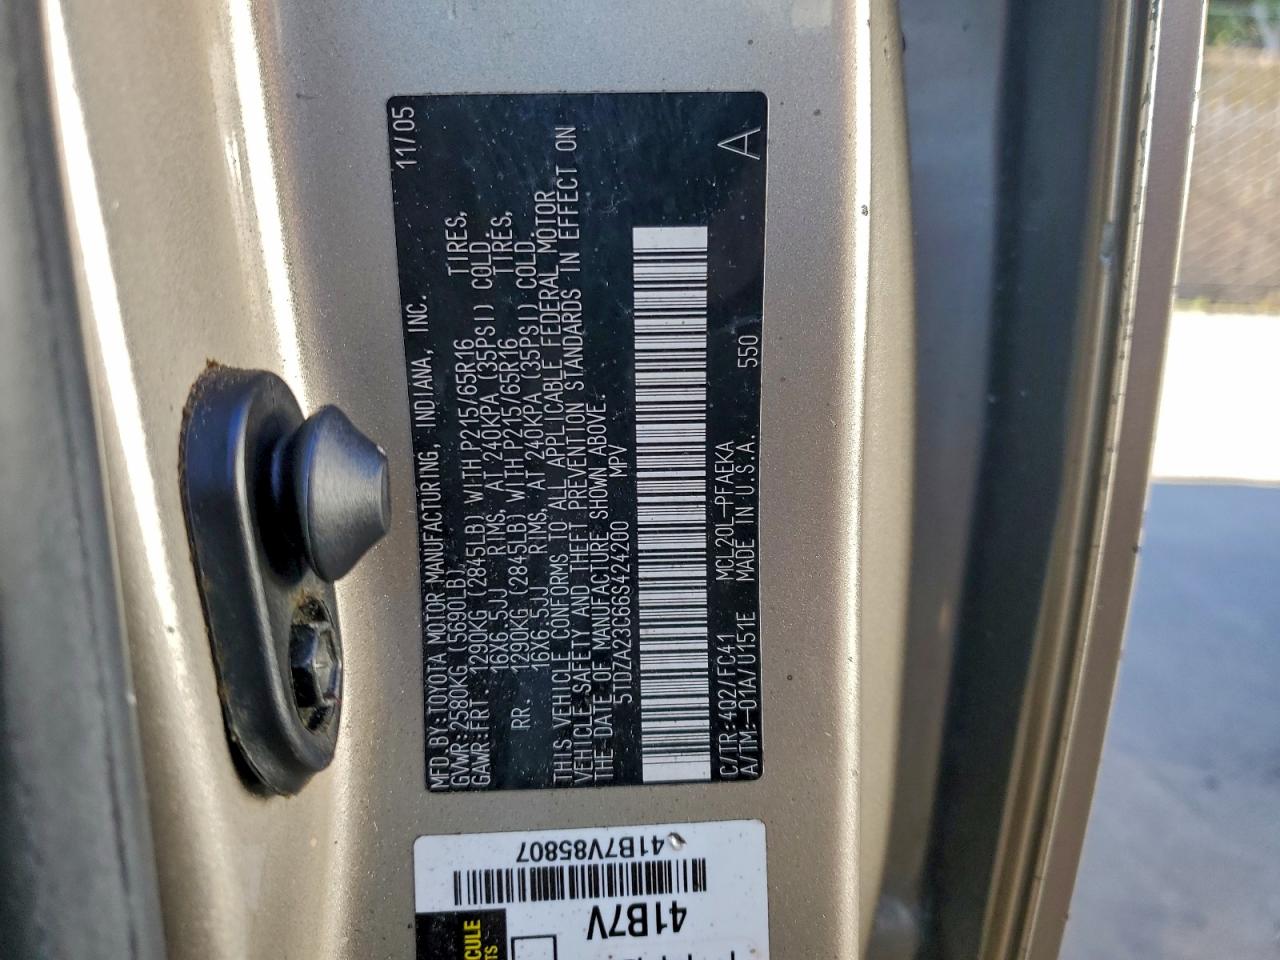 MFD.BY:TOYOTA MOTOR MANUFACTURING, INDIANA, INC. 11/05
GVWR:2580KG (5690LB)
GAWR:FRT. 1290KG (2845LB) WITH P215/65R16 TIRES,
16X6.5JJ RIMS, AT 240KPA (35PSI) COLD.
RR. 1290KG (2845LB) WITH P215/65R16 TIRES,
16X6.5JJ RIMS, AT 240KPA (35PSI) COLD.
THIS VEHICLE CONFORMS TO ALL APPLICABLE FEDERAL MOTOR
VEHICLE SAFETY AND THEFT PREVENTION STANDARDS IN EFFECT ON
THE DATE OF MANUFACTURE SHOWN ABOVE.
5TDZA23C66S424200 MPV
C/TR:4Q2/FC41 MCL20L-PFAEKA 550 A
A/TM:-01A/U151E MADE IN U.S.A.
41B7V85807
41B7V